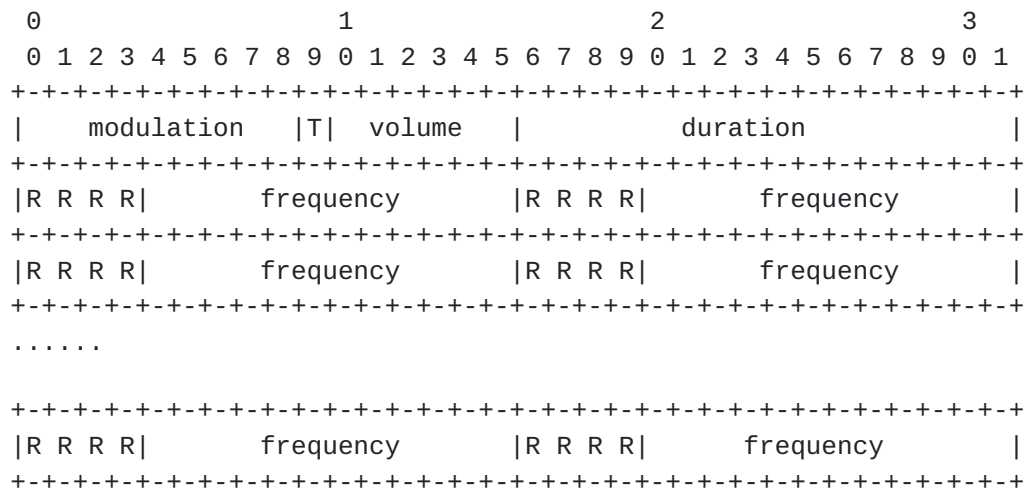 0                   1                   2                   3
 0 1 2 3 4 5 6 7 8 9 0 1 2 3 4 5 6 7 8 9 0 1 2 3 4 5 6 7 8 9 0 1
+-+-+-+-+-+-+-+-+-+-+-+-+-+-+-+-+-+-+-+-+-+-+-+-+-+-+-+-+-+-+-+-+
|    modulation   |T|  volume   |          duration             |
+-+-+-+-+-+-+-+-+-+-+-+-+-+-+-+-+-+-+-+-+-+-+-+-+-+-+-+-+-+-+-+-+
|R R R R|       frequency       |R R R R|       frequency       |
+-+-+-+-+-+-+-+-+-+-+-+-+-+-+-+-+-+-+-+-+-+-+-+-+-+-+-+-+-+-+-+-+
|R R R R|       frequency       |R R R R|       frequency       |
+-+-+-+-+-+-+-+-+-+-+-+-+-+-+-+-+-+-+-+-+-+-+-+-+-+-+-+-+-+-+-+-+
......
+-+-+-+-+-+-+-+-+-+-+-+-+-+-+-+-+-+-+-+-+-+-+-+-+-+-+-+-+-+-+-+-+
|R R R R|       frequency       |R R R R|      frequency        |
+-+-+-+-+-+-+-+-+-+-+-+-+-+-+-+-+-+-+-+-+-+-+-+-+-+-+-+-+-+-+-+-+